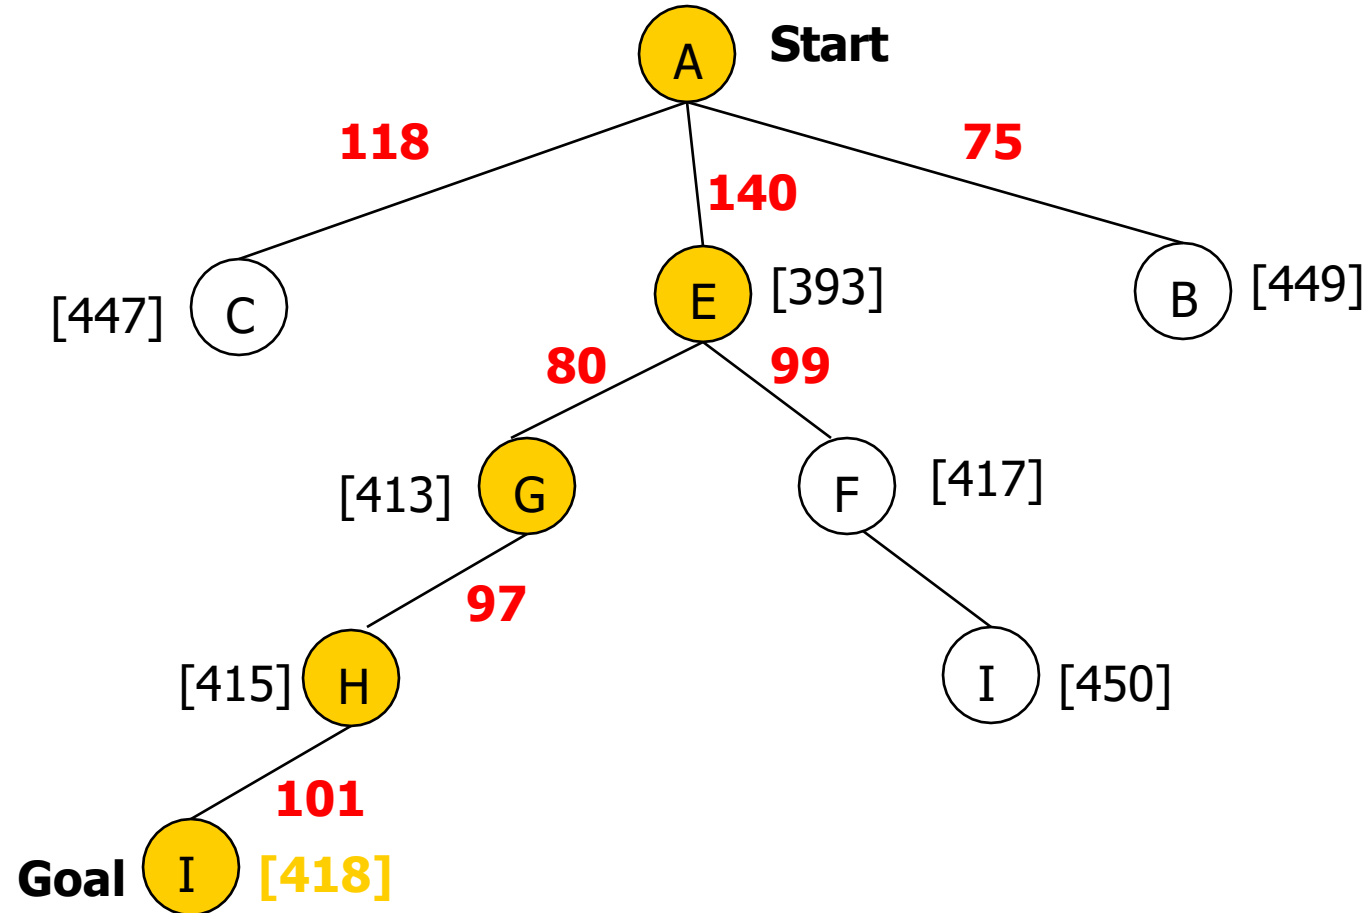 A Start
118
140
75
[447] C
E [393]
B [449]
80
99
[413] G
F [417]
97
[415] H
I [450]
101
Goal I [418]